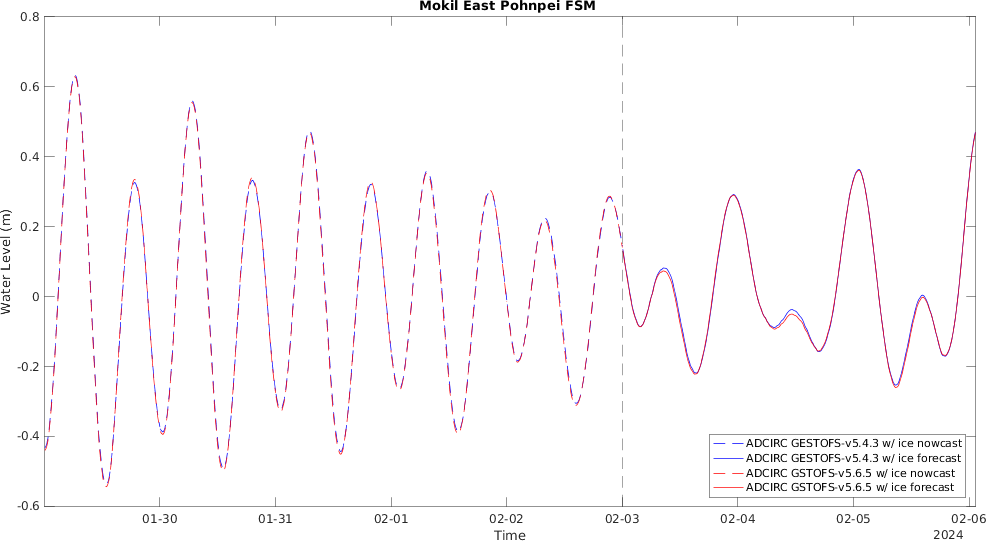 Mokil East Pohnpei FSM
0.8
0.6
0.4
0.2
0
-0.2
-0.4
-0.6
Water Level (m)
01-30
01-31
02-01
02-02
02-03
02-04
02-05
02-06
Time
2024
ADCIRC GESTOFS-v5.4.3 w/ ice nowcast
ADCIRC GESTOFS-v5.4.3 w/ ice forecast
ADCIRC GSTOFS-v5.6.5 w/ ice nowcast
ADCIRC GSTOFS-v5.6.5 w/ ice forecast